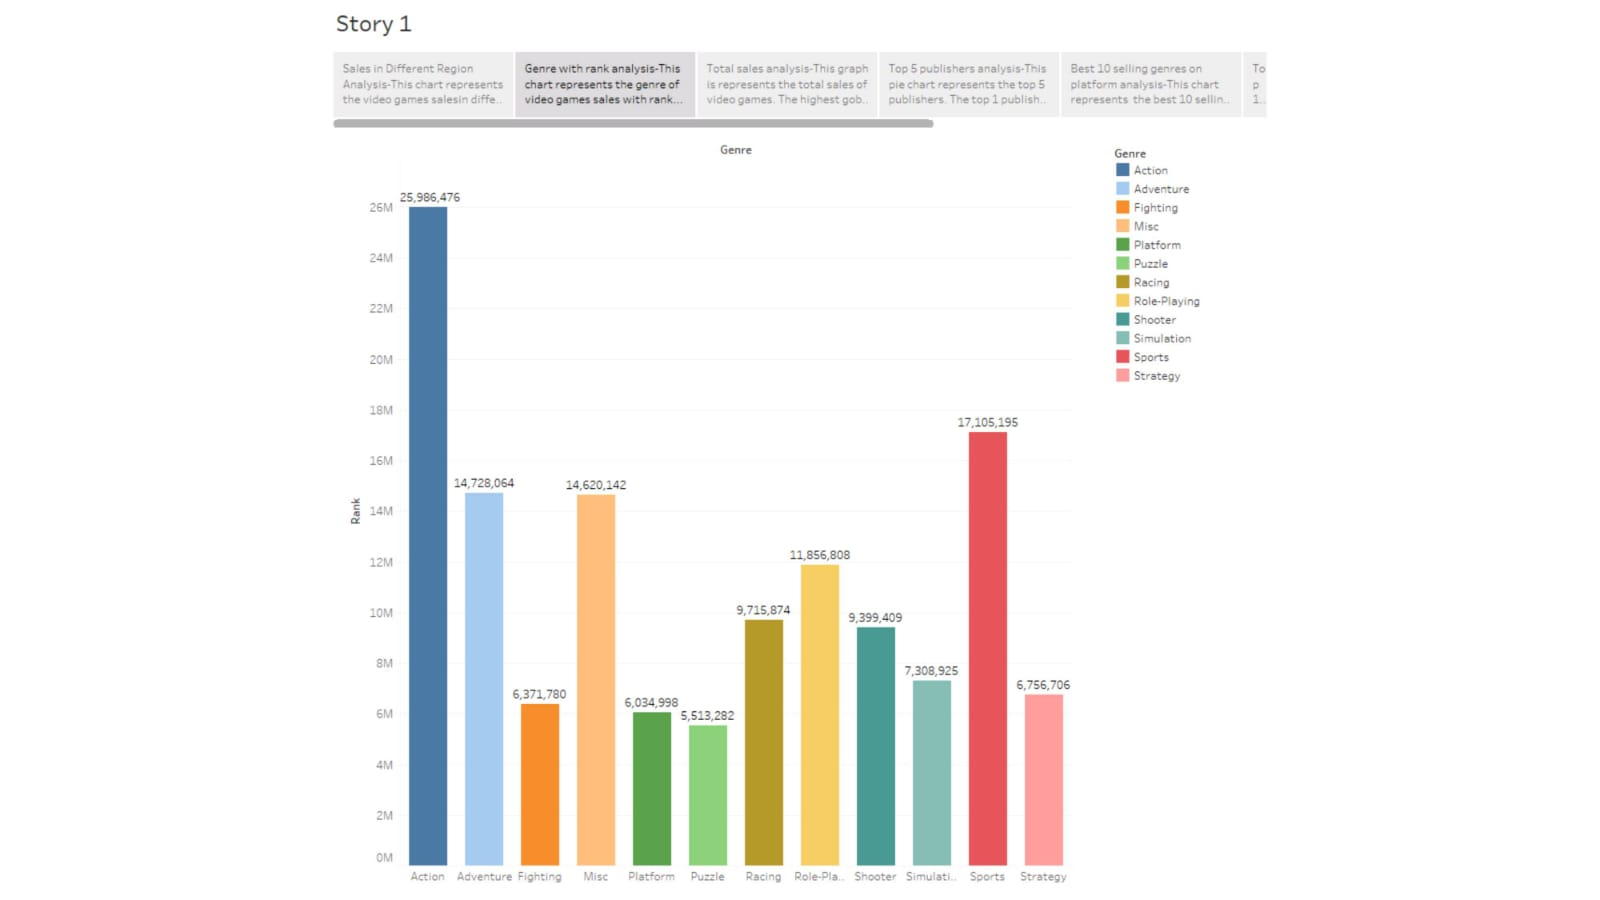 Story 1
Sales in Different Region
Analysis-This chart represents
the video games salesin diffe..
Genre with rank analysis-This
chart represents the genre of
video games sales with rank...
Total sales analysis-This graph
is represents the total sales of
video games. The highest gob..
Top 5 publishers analysis-This
pie chart represents the top 5
publishers. The top 1 publish..
Best 10 selling genres on
platform analysis-This chart
represents the best 10 sellin..
To
p
1..
Genre
Rank
26M
24M
22M
20M
18M
16M
14M
12M
10M
8M
6M
4M
2M
0M
25,986,476
14,728,064
6,371,780
14,620,142
6,034,998
5,513,282
9,715,874
11,856,808
9,399,409
7,308,925
17,105,195
6,756,706
Action
Adventure
Fighting
Misc
Platform
Puzzle
Racing
Role-Pla..
Shooter
Simulati..
Sports
Strategy
Genre
Action
Adventure
Fighting
Misc
Platform
Puzzle
Racing
Role-Playing
Shooter
Simulation
Sports
Strategy